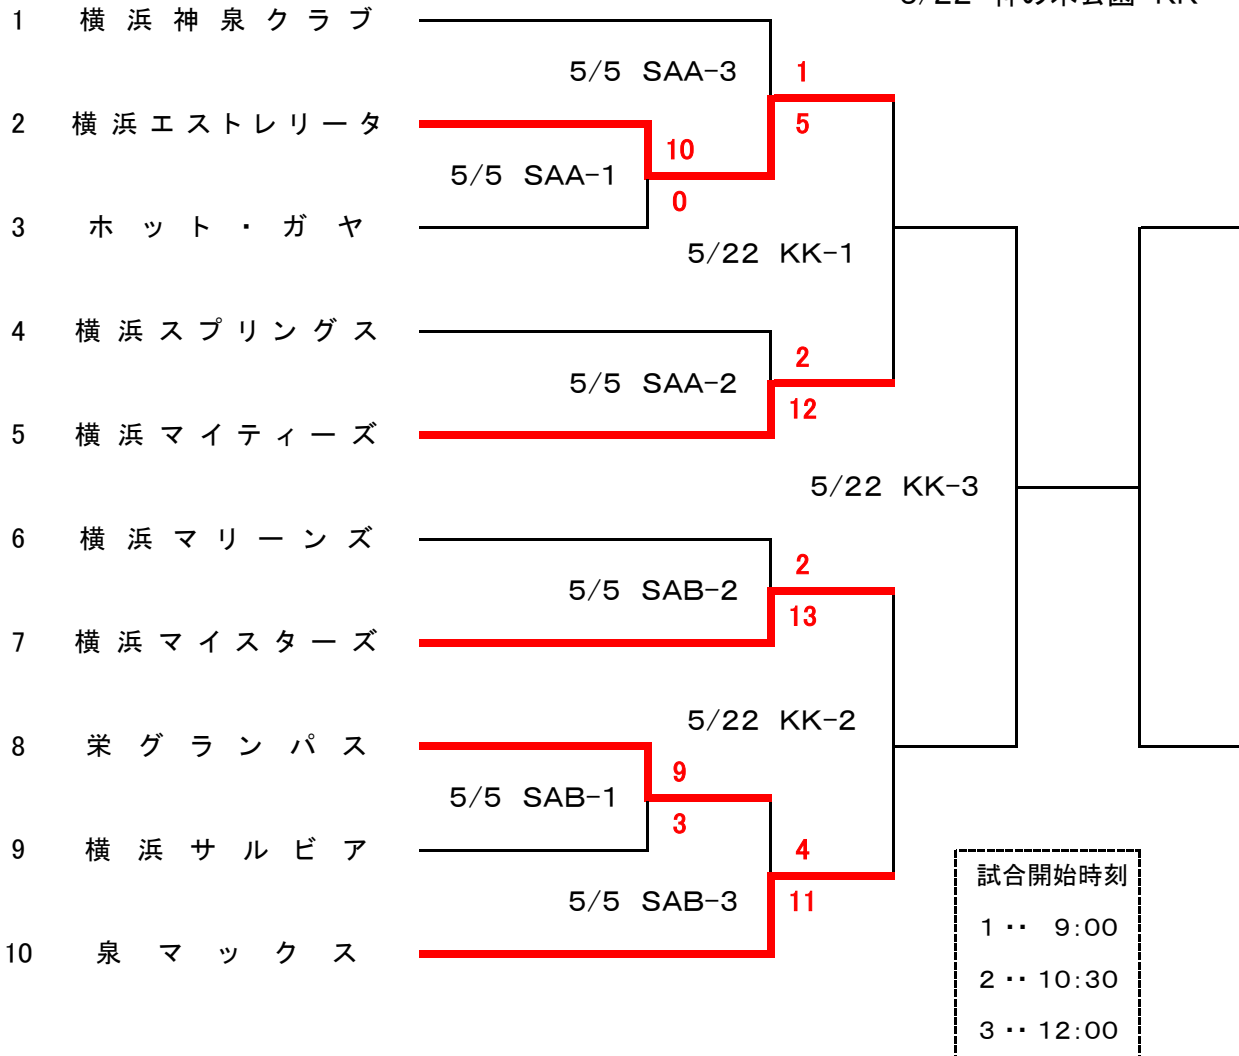 1 横浜神泉クラブ
5/5 SAA-3
1
2 横浜エストレリータ
5
10
5/5 SAA-1
0
3 ホット・ガヤ
5/22 KK-1
4 横浜スプリングス
2
5/5 SAA-2
12
5 横浜マイティーズ
5/22 KK-3
6 横浜マリーンズ
2
5/5 SAB-2
13
7 横浜マイスターズ
5/22 KK-2
8 栄グランパス
9
5/5 SAB-1
3
9 横浜サルビア
4
5/5 SAB-3
11
10 泉マックス
試合開始時刻
1 ・・ 9:00
2 ・・ 10:30
3 ・・ 12:00